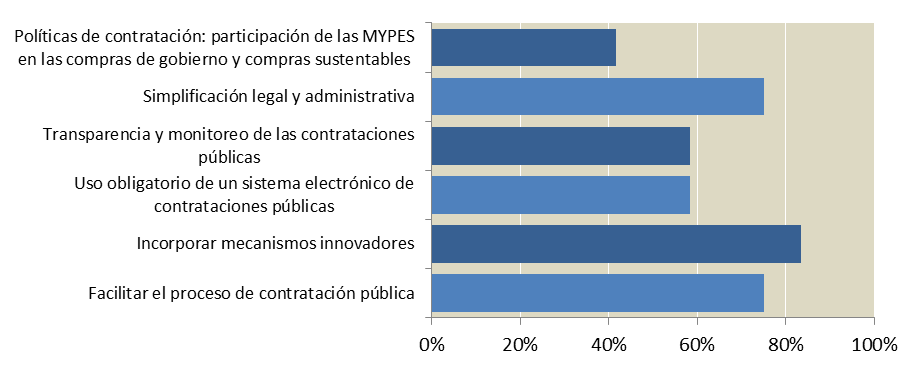 Políticas de contratación: participación de las MYPES
en las compras de gobierno y compras sustentables
Simplificación legal y administrativa
Transparencia y monitoreo de las contrataciones
públicas
Uso obligatorio de un sistema electrónico de
contrataciones públicas
Incorporar mecanismos innovadores
Facilitar el proceso de contratación pública
0% 20% 40% 60% 80% 100%